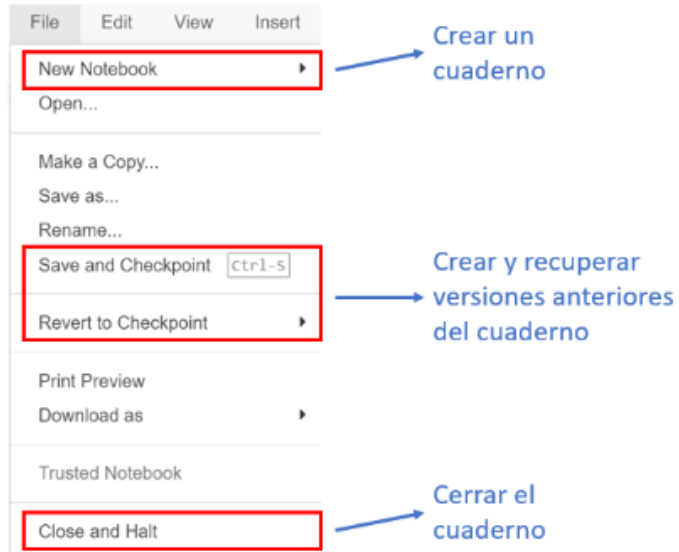 File Edit View Insert
New Notebook
Open...
Make a Copy...
Save as...
Rename...
Save and Checkpoint Ctrl-S
Revert to Checkpoint
Print Preview
Download as
Trusted Notebook
Close and Halt
Crear un
cuaderno
Crear y recuperar
versiones anteriores
del cuaderno
Cerrar el
cuaderno